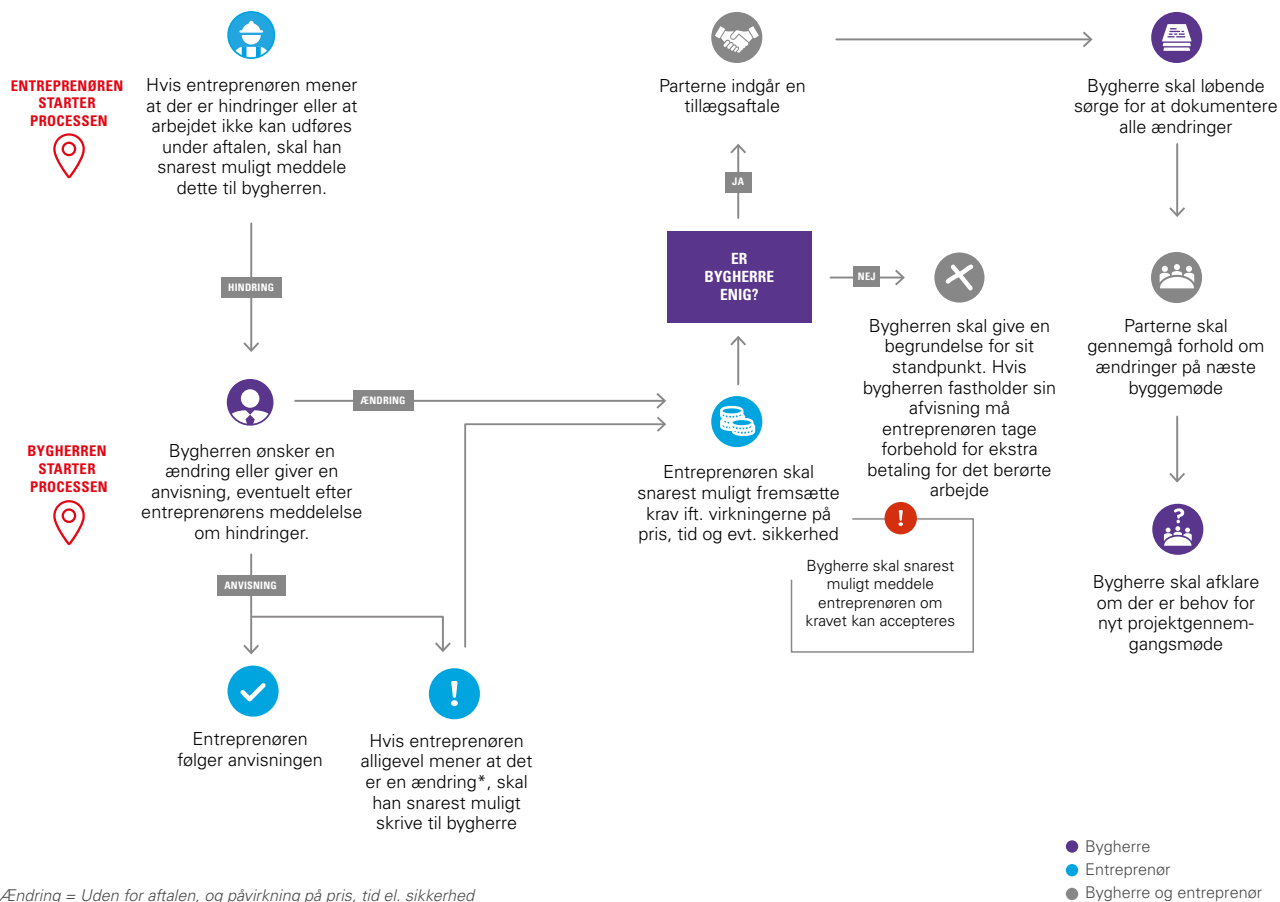 ENTREPRENØREN
STARTER
PROCESSEN
Hvis entreprenøren mener
at der er hindringer eller at
arbejdet ikke kan udføres
under aftalen, skal han
snarest muligt meddele
dette til bygherren.
HINDRING
BYGHERREN
STARTER
PROCESSEN
Bygherren ønsker en
ændring eller giver en
anvisning, eventuelt efter
entreprenørens meddelelse
om hindringer.
ÆNDRING
ANVISNING
Entreprenøren
følger anvisningen
!
Hvis entreprenøren
alligevel mener at det
er en ændring*, skal
han snarest muligt
skrive til bygherre
Entreprenøren skal
snarest muligt fremsætte
krav ift. virkningerne på
pris, tid og evt. sikkerhed
!
Bygherre skal snarest
muligt meddele
entreprenøren om
kravet kan accepteres
ER
BYGHERRE
ENIG?
JA
NEJ
Parterne indgår en
tillægsaftale
Bygherren skal give en
begrundelse for sit
standpunkt. Hvis
bygherren fastholder sin
afvisning må
entreprenøren tage
forbehold for ekstra
betaling for det berørte
arbejde
Bygherre skal løbende
sørge for at dokumentere
alle ændringer
Parterne skal
gennemgå forhold om
ændringer på næste
byggemøde
?
Bygherre skal afklare
om der er behov for
nyt projektgennem-
gangsmøde
Bygherre
Entreprenør
Bygherre og entreprenør
Ændring = Uden for aftalen, og påvirkning på pris, tid el. sikkerhed